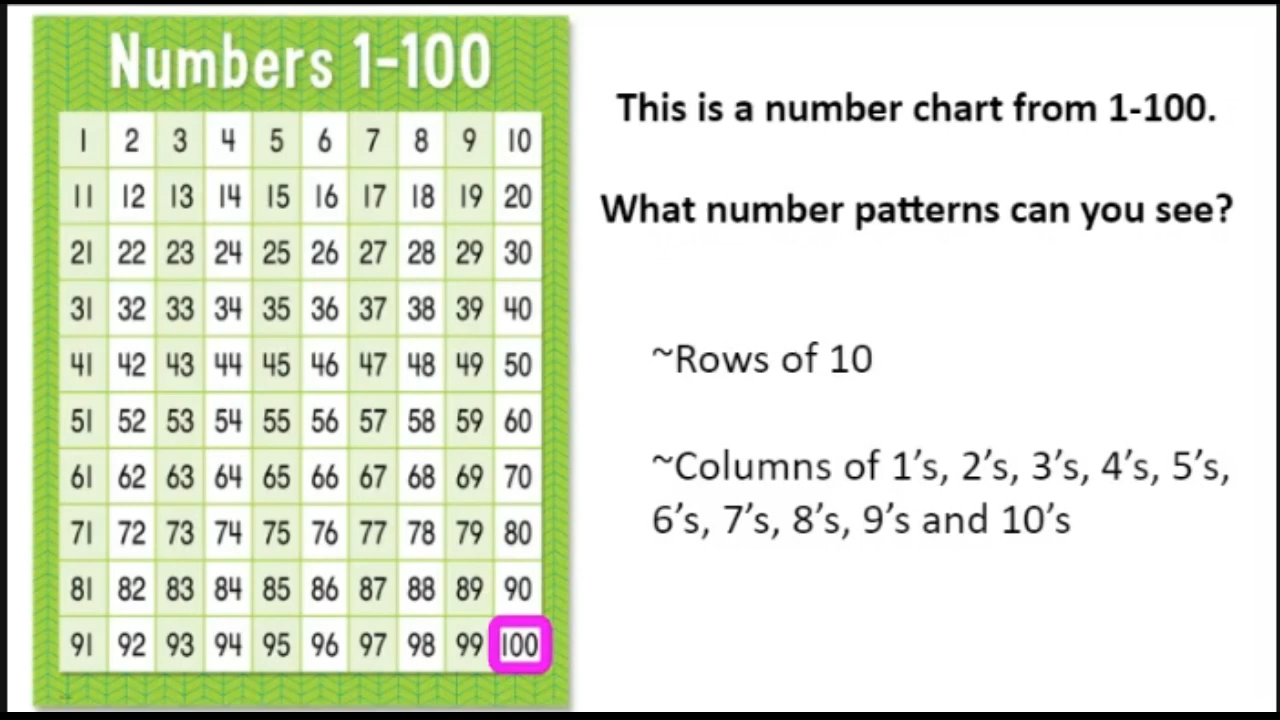 Numbers 1-100
1 2 3 4 5 6 7 8 9 10
11 12 13 14 15 16 17 18 19 20
21 22 23 24 25 26 27 28 29 30
31 32 33 34 35 36 37 38 39 40
41 42 43 44 45 46 47 48 49 50
51 52 53 54 55 56 57 58 59 60
61 62 63 64 65 66 67 68 69 70
71 72 73 74 75 76 77 78 79 80
81 82 83 84 85 86 87 88 89 90
91 92 93 94 95 96 97 98 99 100
This is a number chart from 1-100.
What number patterns can you see?
~Rows of 10
~Columns of 1’s, 2’s, 3’s, 4’s, 5’s,
6’s, 7’s, 8’s, 9’s and 10’s